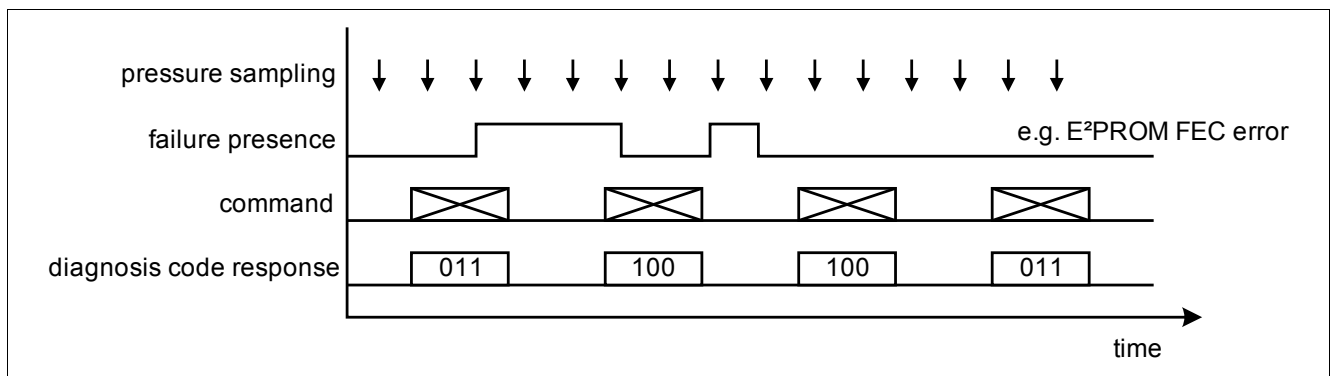 pressure sampling
failure presence
e.g. E²PROM FEC error
command
diagnosis code response
011
100
100
011
time